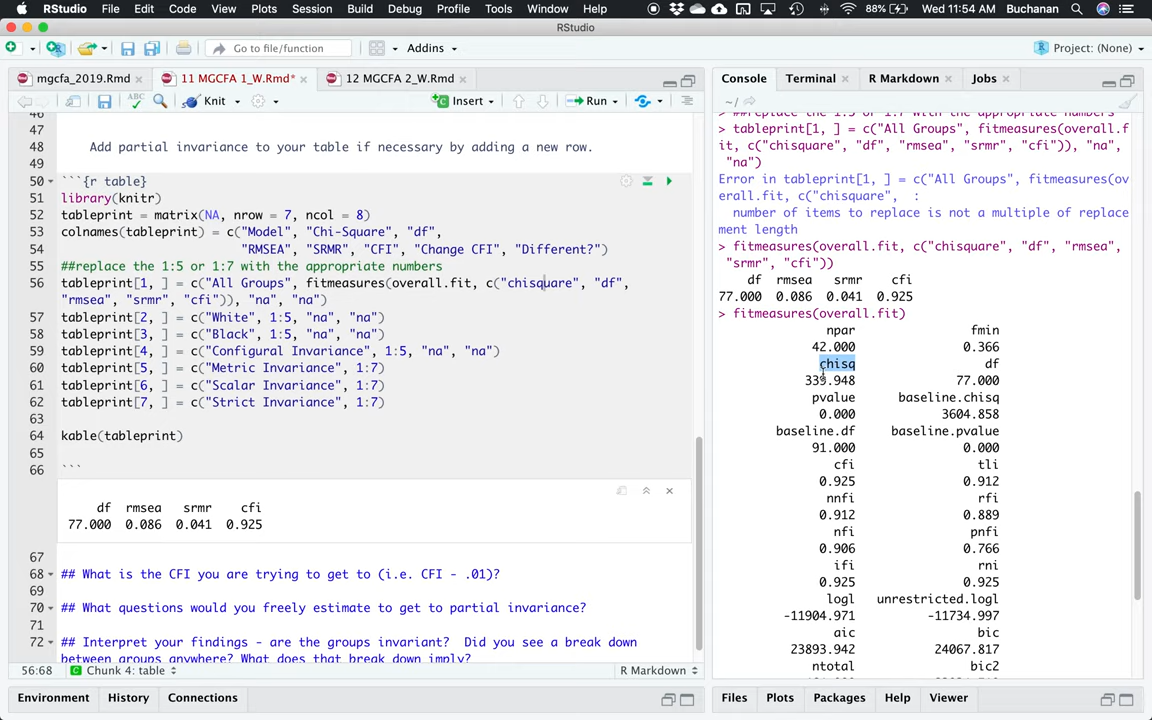 RStudio File Edit Code View Plots Session Build Debug Profile Tools Window Help 88% Wed 11:54 AM Buchanan
RStudio
Go to file/function Addins Project: (None)
mgcfa_2019.Rmd 11 MGCFA 1_W.Rmd* 12 MGCFA 2_W.Rmd
ABC Knit Insert Run
46
47
48 Add partial invariance to your table if necessary by adding a new row.
49
50 ```{r table}
51 library(knitr)
52 tableprint = matrix(NA, nrow = 7, ncol = 8)
53 colnames(tableprint) = c("Model", "Chi-Square", "df",
54 "RMSEA", "SRMR", "CFI", "Change CFI", "Different?")
55 ##replace the 1:5 or 1:7 with the appropriate numbers
56 tableprint[1, ] = c("All Groups", fitmeasures(overall.fit, c("chisquare", "df",
"rmsea", "srmr", "cfi")), "na", "na")
57 tableprint[2, ] = c("White", 1:5, "na", "na")
58 tableprint[3, ] = c("Black", 1:5, "na", "na")
59 tableprint[4, ] = c("Configural Invariance", 1:5, "na", "na")
60 tableprint[5, ] = c("Metric Invariance", 1:7)
61 tableprint[6, ] = c("Scalar Invariance", 1:7)
62 tableprint[7, ] = c("Strict Invariance", 1:7)
63
64 kable(tableprint)
65
66 ```
df rmsea srmr cfi
77.000 0.086 0.041 0.925
67
68 ## What is the CFI you are trying to get to (i.e. CFI - .01)?
69
70 ## What questions would you freely estimate to get to partial invariance?
71
72 ## Interpret your findings - are the groups invariant? Did you see a break down
between groups anywhere? What does that break down imply?
56:68 Chunk 4: table R Markdown
Environment History Connections
Console Terminal R Markdown Jobs
~/
> ##replace the 1:5 or 1:7 with the appropriate numbers
> tableprint[1, ] = c("All Groups", fitmeasures(overall.f
it, c("chisquare", "df", "rmsea", "srmr", "cfi")), "na",
"na")
Error in tableprint[1, ] = c("All Groups", fitmeasures(ov
erall.fit, c("chisquare", :
number of items to replace is not a multiple of replace
ment length
> fitmeasures(overall.fit, c("chisquare", "df", "rmsea",
"srmr", "cfi"))
df rmsea srmr cfi
77.000 0.086 0.041 0.925
> fitmeasures(overall.fit)
npar fmin
42.000 0.366
chisq df
339.948 77.000
pvalue baseline.chisq
0.000 3604.858
baseline.df baseline.pvalue
91.000 0.000
cfi tli
0.925 0.912
nnfi rfi
0.912 0.889
nfi pnfi
0.906 0.766
ifi rni
0.925 0.925
logl unrestricted.logl
-11904.971 -11734.997
aic bic
23893.942 24067.817
ntotal bic2
Files Plots Packages Help Viewer